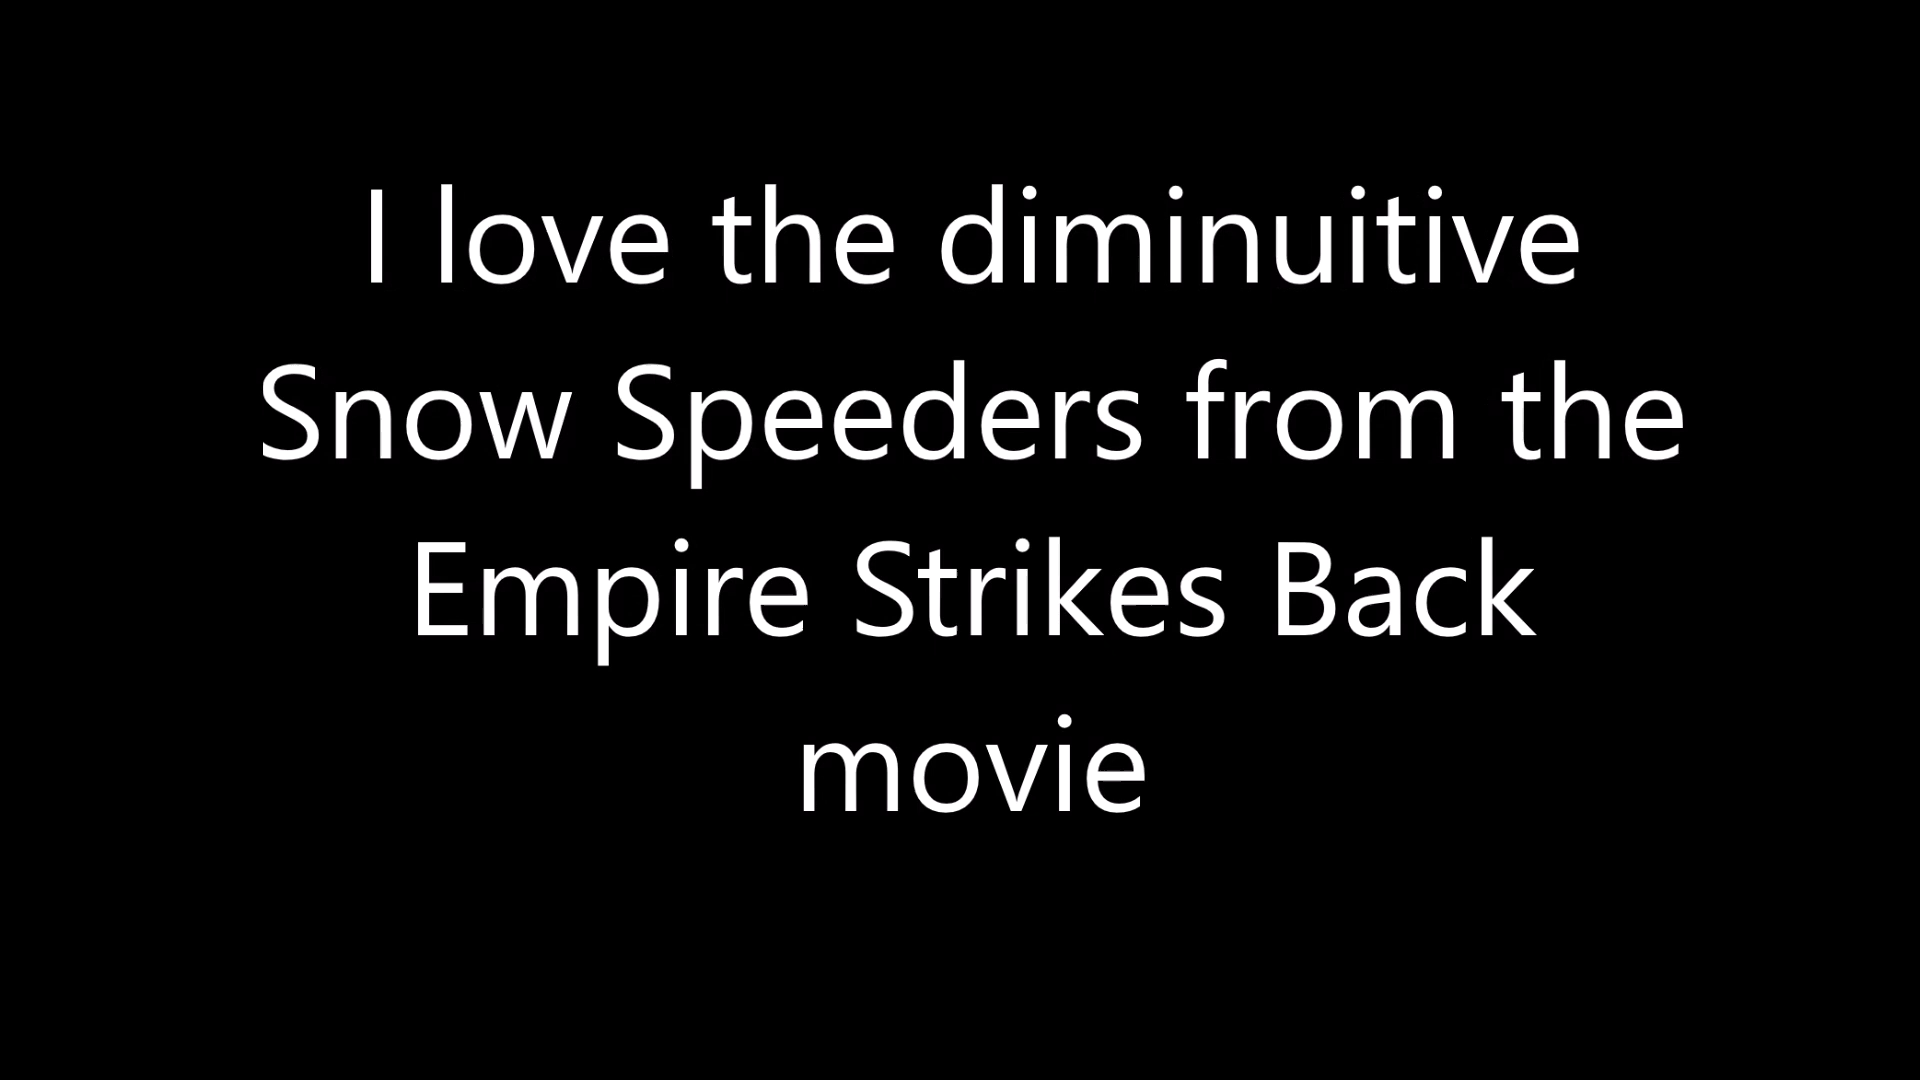 I love the diminuitive
Snow Speeders from the
Empire Strikes Back
movie